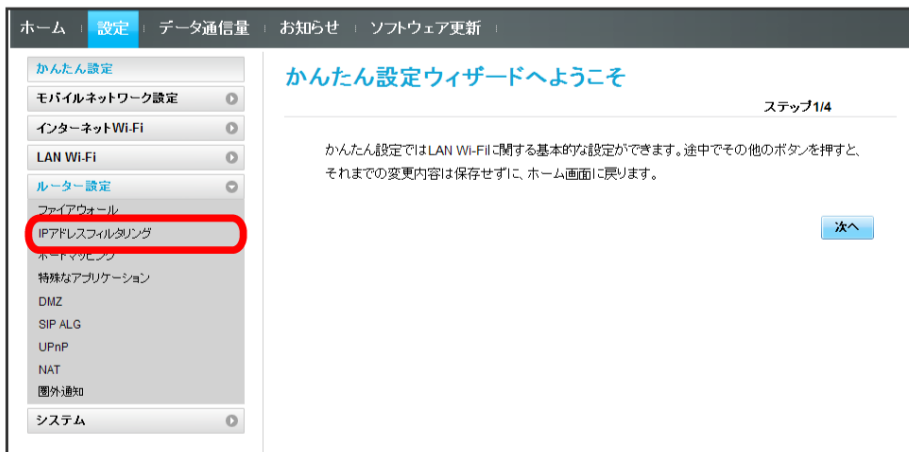 ホーム 設定 データ通信量 お知らせ ソフトウェア更新
かんたん設定
モバイルネットワーク設定
インターネットWi-Fi
LAN Wi-Fi
ルーター設定
ファイアウォール
IPアドレスフィルタリング
ポートマッピング
特殊なアプリケーション
DMZ
SIP ALG
UPnP
NAT
圏外通知
システム
かんたん設定ウィザードへようこそ
ステップ1/4
かんたん設定ではLAN Wi-Fiに関する基本的な設定ができます。途中でその他のボタンを押すと、
それまでの変更内容は保存せずに、ホーム画面に戻ります。
次へ